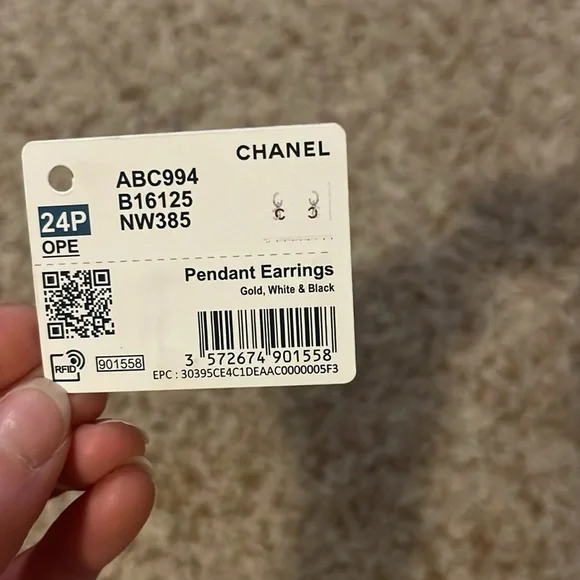 CHANEL
ABC994
B16125
NW385
24P
OPE
Pendant Earrings
Gold, White & Black
3 572674 901558
RFID
901558
EPC : 30395CE4C1DEAAC0000005F3